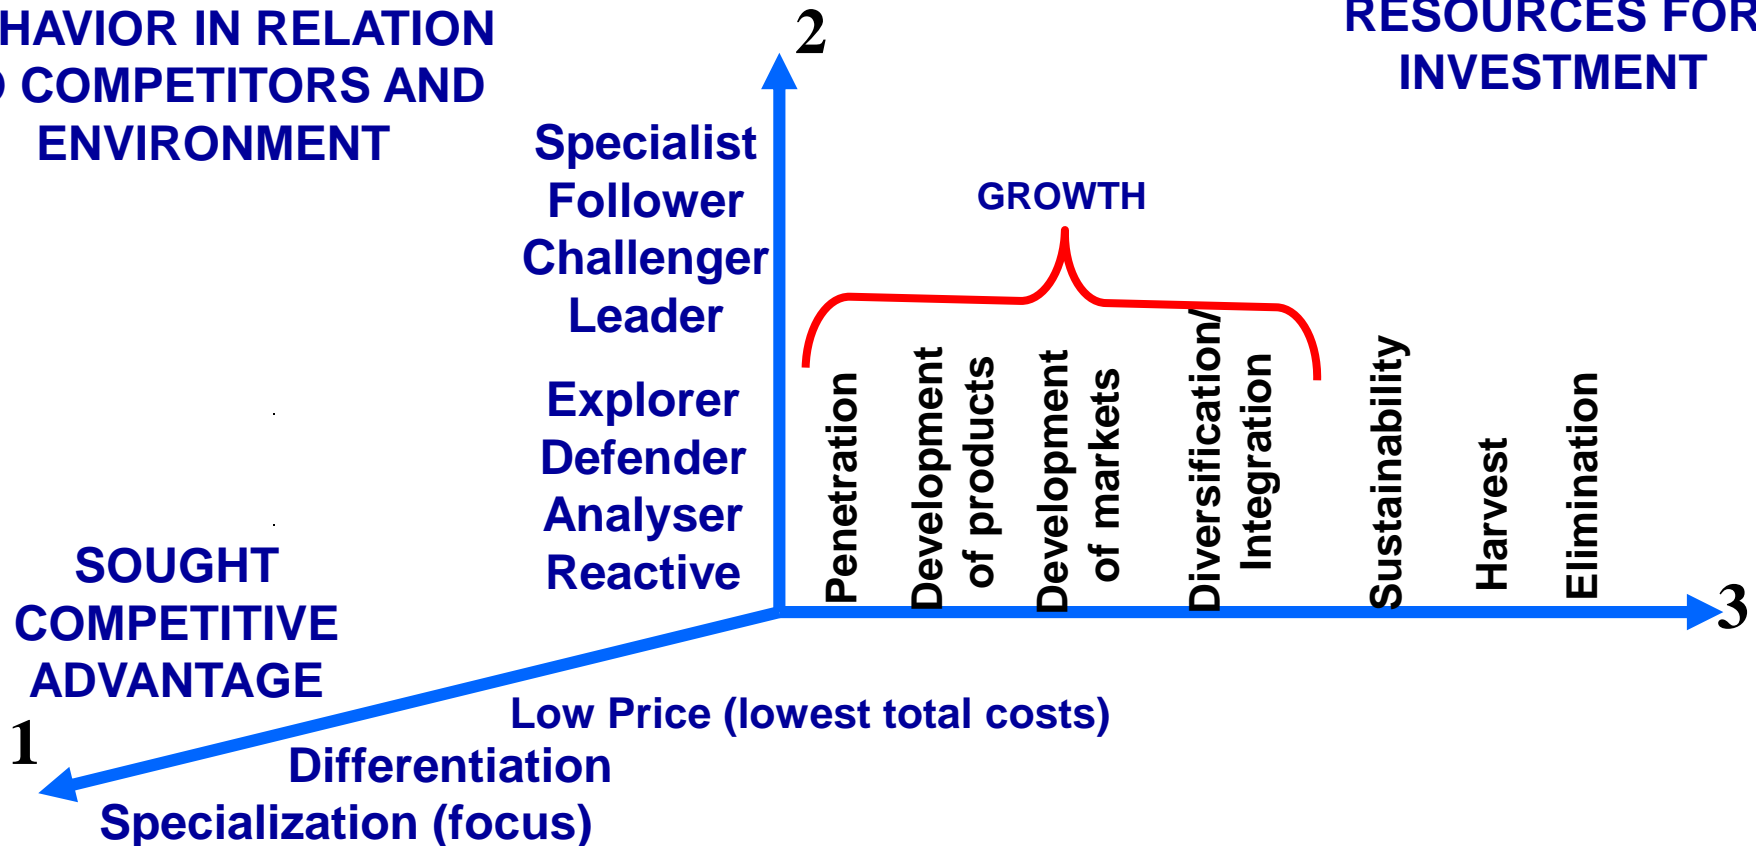 HAVIOR IN RELATION
COMPETITORS AND
ENVIRONMENT
2
RESOURCES FOR
INVESTMENT
Specialist
Follower
Challenger
Leader
GROWTH
Explorer
Defender
Analyser
Reactive
Penetration
Development
of products
Development
of markets
Diversification/
Integration
Sustainability
Harvest
Elimination
3
SOUGHT
COMPETITIVE
ADVANTAGE
1
Low Price (lowest total costs)
Differentiation
Specialization (focus)